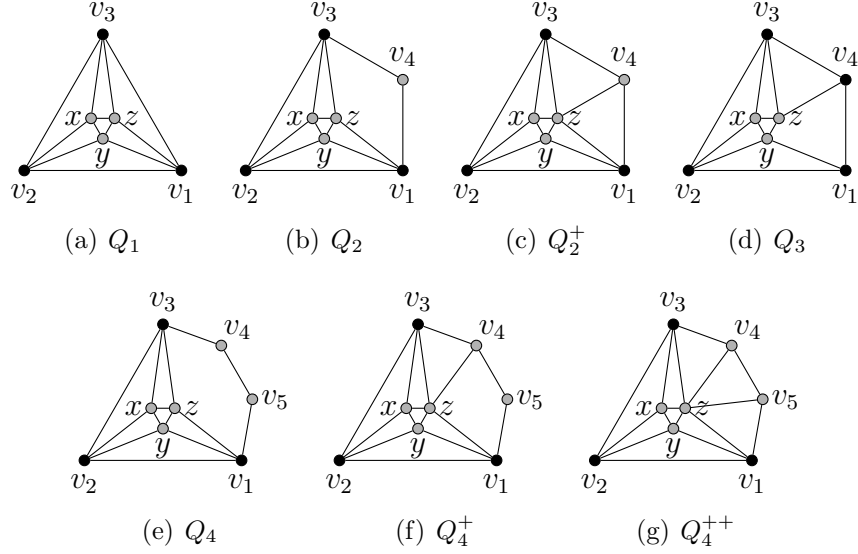 v₃ v₃ v₃ v₃
v₄ v₄ v₄
x z x z x z x z
y y y y
v₂ v₁ v₂ v₁ v₂ v₁ v₂ v₁
(a) Q₁ (b) Q₂ (c) Q₂⁺ (d) Q₃
v₃ v₃ v₃
v₄ v₄ v₄
x z v₅ x z v₅ x z v₅
y y y
v₂ v₁ v₂ v₁ v₂ v₁
(e) Q₄ (f) Q₄⁺ (g) Q₄⁺⁺